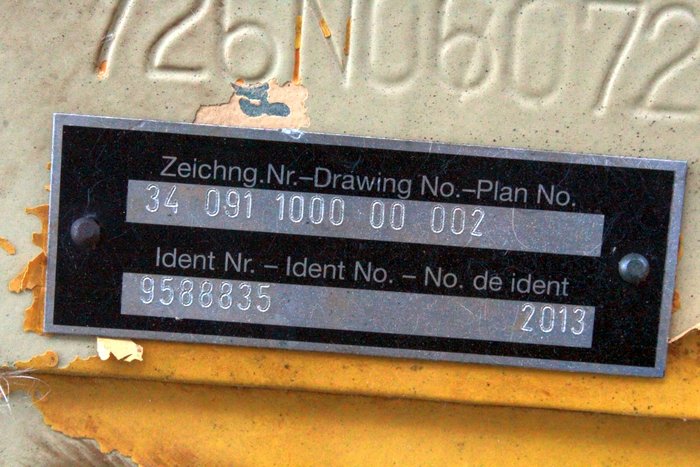 726N06072
Zeichng.Nr.–Drawing No.–Plan No.
34 091 1000 00 002
Ident Nr. – Ident No. – No. de ident
9588835 2013